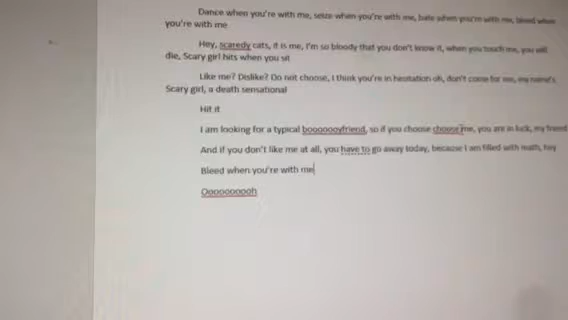 Dance when you're with me, seize when you're with me, hate when you're with me, bleed when
you're with me
Hey, scaredy cats, it is me, I'm so bloody that you don't know it, when you touch me, you will
die, Scary girl hits when you sit
Like me? Dislike? Do not choose, I think you're in hesitation oh, don't come for me, my name's
Scary girl, a death sensational
Hit it
I am looking for a typical booooooyfriend, so if you choose choose me, you are in luck, my friend
And if you don't like me at all, you have to go away today, because I am filled with math, hey
Bleed when you're with me
Oooooooooh